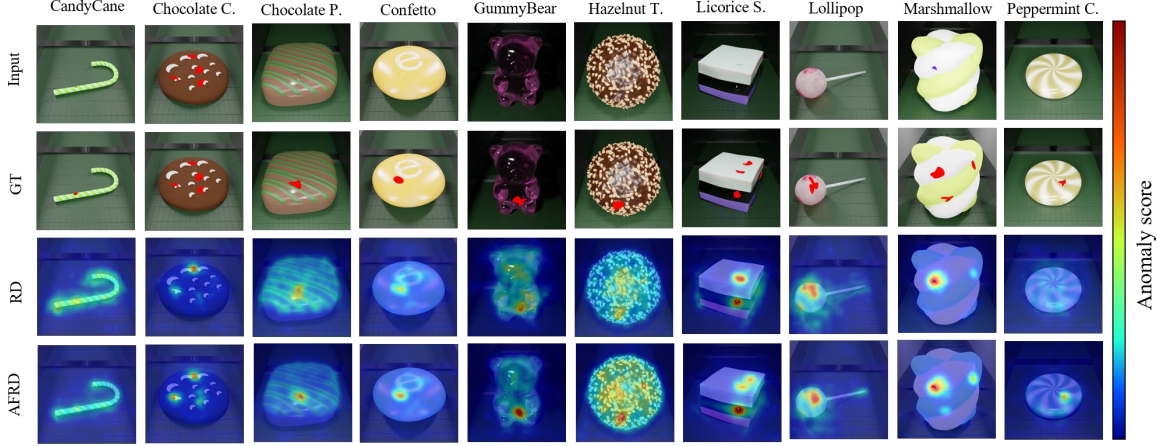 CandyCane Chocolate C. Chocolate P. Confetto GummyBear Hazelnut T. Licorice S. Lollipop Marshmallow Peppermint C.
Input
GT
RD
AFRD
Anomaly score